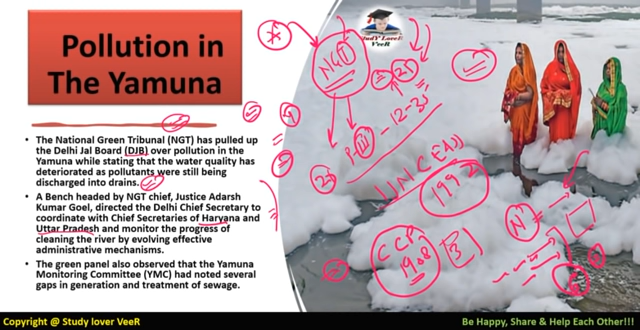 Pollution in
The Yamuna
StudY LoveR
VeeR
• The National Green Tribunal (NGT) has pulled up
the Delhi Jal Board (DJB) over pollution in the
Yamuna while stating that the water quality has
deteriorated as pollutants were still being
discharged into drains.
• A Bench headed by NGT chief, Justice Adarsh
Kumar Goel, directed the Delhi Chief Secretary to
coordinate with Chief Secretaries of Haryana and
Uttar Pradesh and monitor the progress of
cleaning the river by evolving effective
administrative mechanisms.
• The green panel also observed that the Yamuna
Monitoring Committee (YMC) had noted several
gaps in generation and treatment of sewage.
NGT
21
P-III - 12-35
UNCED
1992
CCP,
1908
Copyright @ Study lover VeeR
Be Happy, Share & Help Each Other!!!